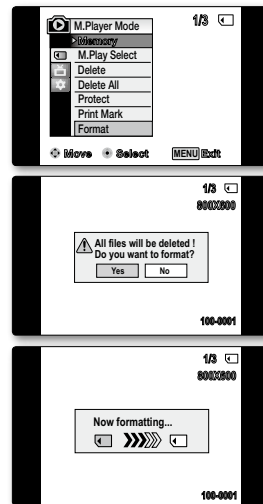 M.Player Mode
1/3
Memory
M.Play Select
Delete
Delete All
Protect
Print Mark
Format
Move Select MENU Exit
1/3
800X600
All files will be deleted !
Do you want to format?
Yes No
100-0001
1/3
800X600
Now formatting...
100-0001